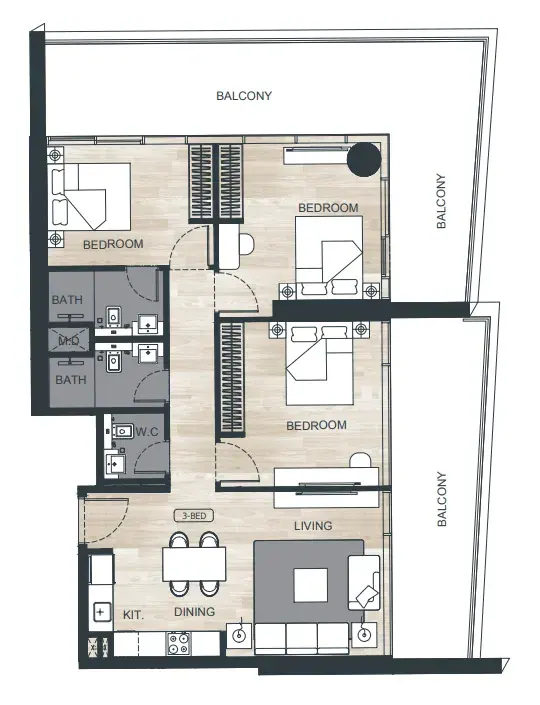 BALCONY
BALCONY
BEDROOM
BEDROOM
BATH
M.D
BATH
W.C
BEDROOM
BALCONY
3-BED
LIVING
KIT.
DINING